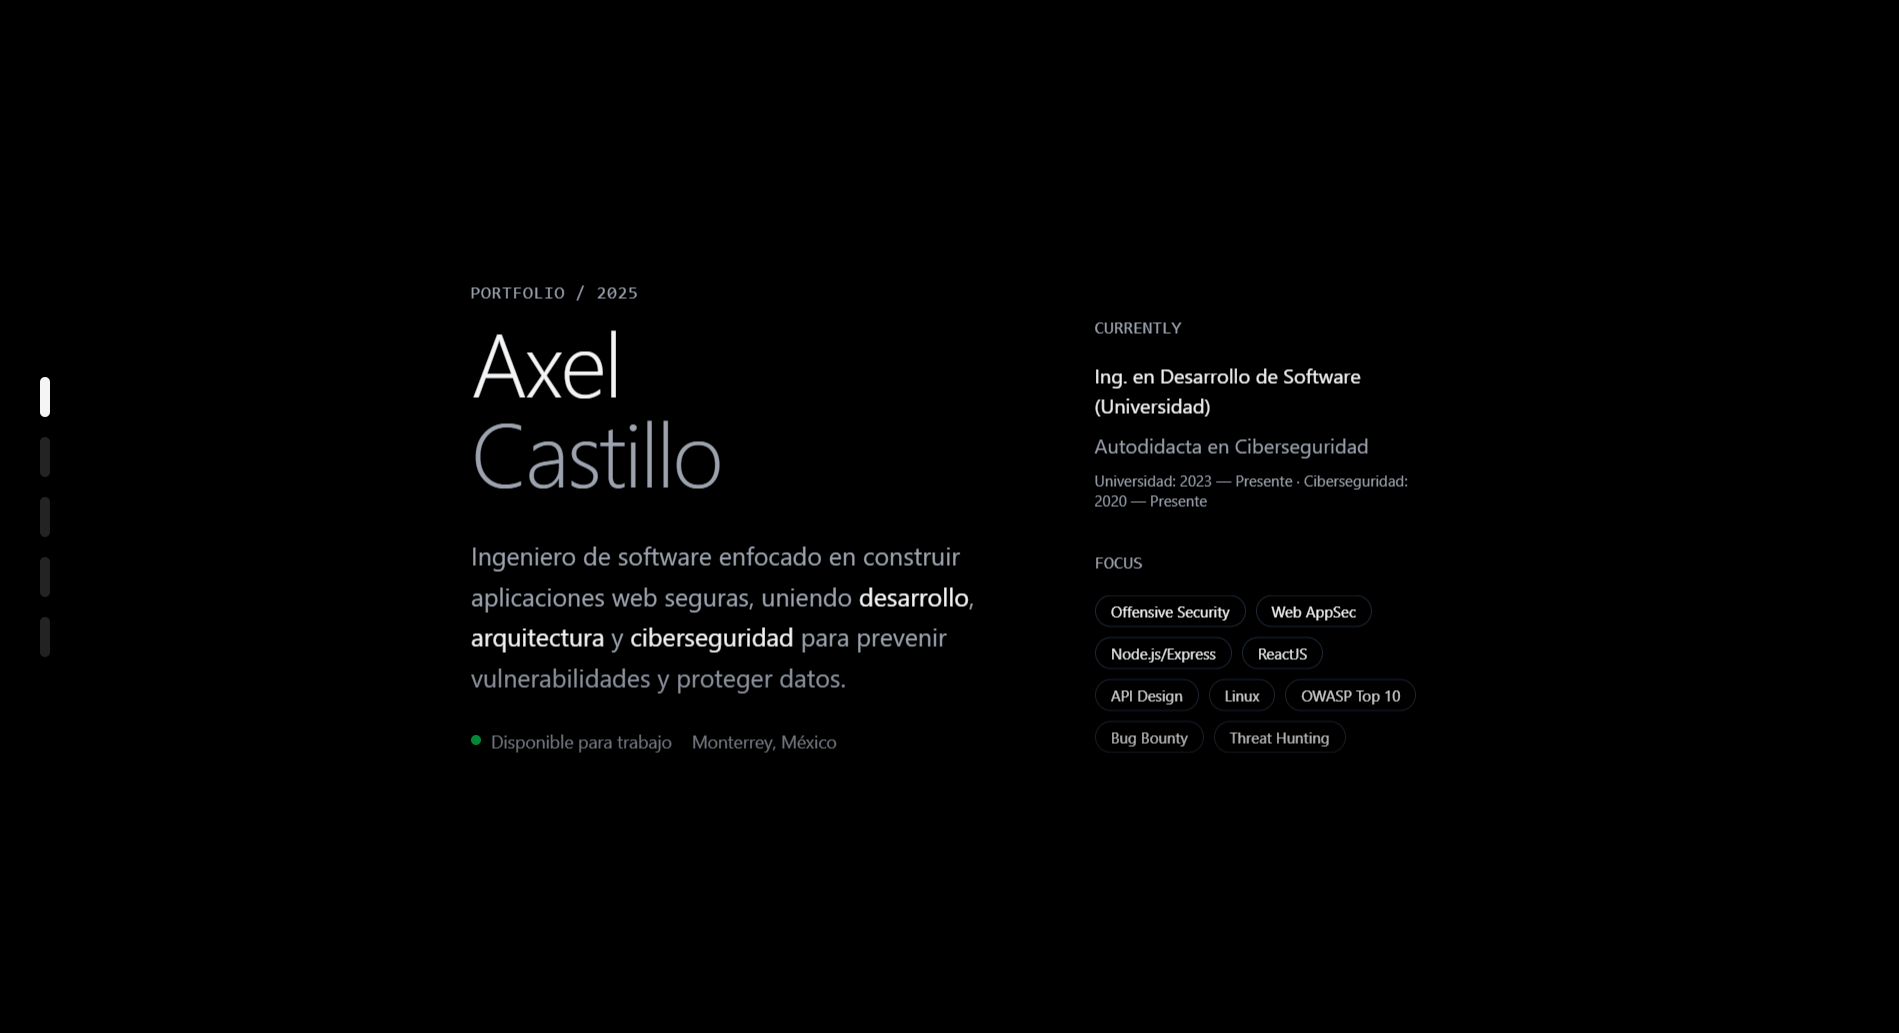 PORTFOLIO / 2025
Axel
Castillo
Ingeniero de software enfocado en construir
aplicaciones web seguras, uniendo desarrollo,
arquitectura y ciberseguridad para prevenir
vulnerabilidades y proteger datos.
Disponible para trabajo Monterrey, México
CURRENTLY
Ing. en Desarrollo de Software
(Universidad)
Autodidacta en Ciberseguridad
Universidad: 2023 — Presente · Ciberseguridad:
2020 — Presente
FOCUS
Offensive Security Web AppSec
Node.js/Express ReactJS
API Design Linux OWASP Top 10
Bug Bounty Threat Hunting